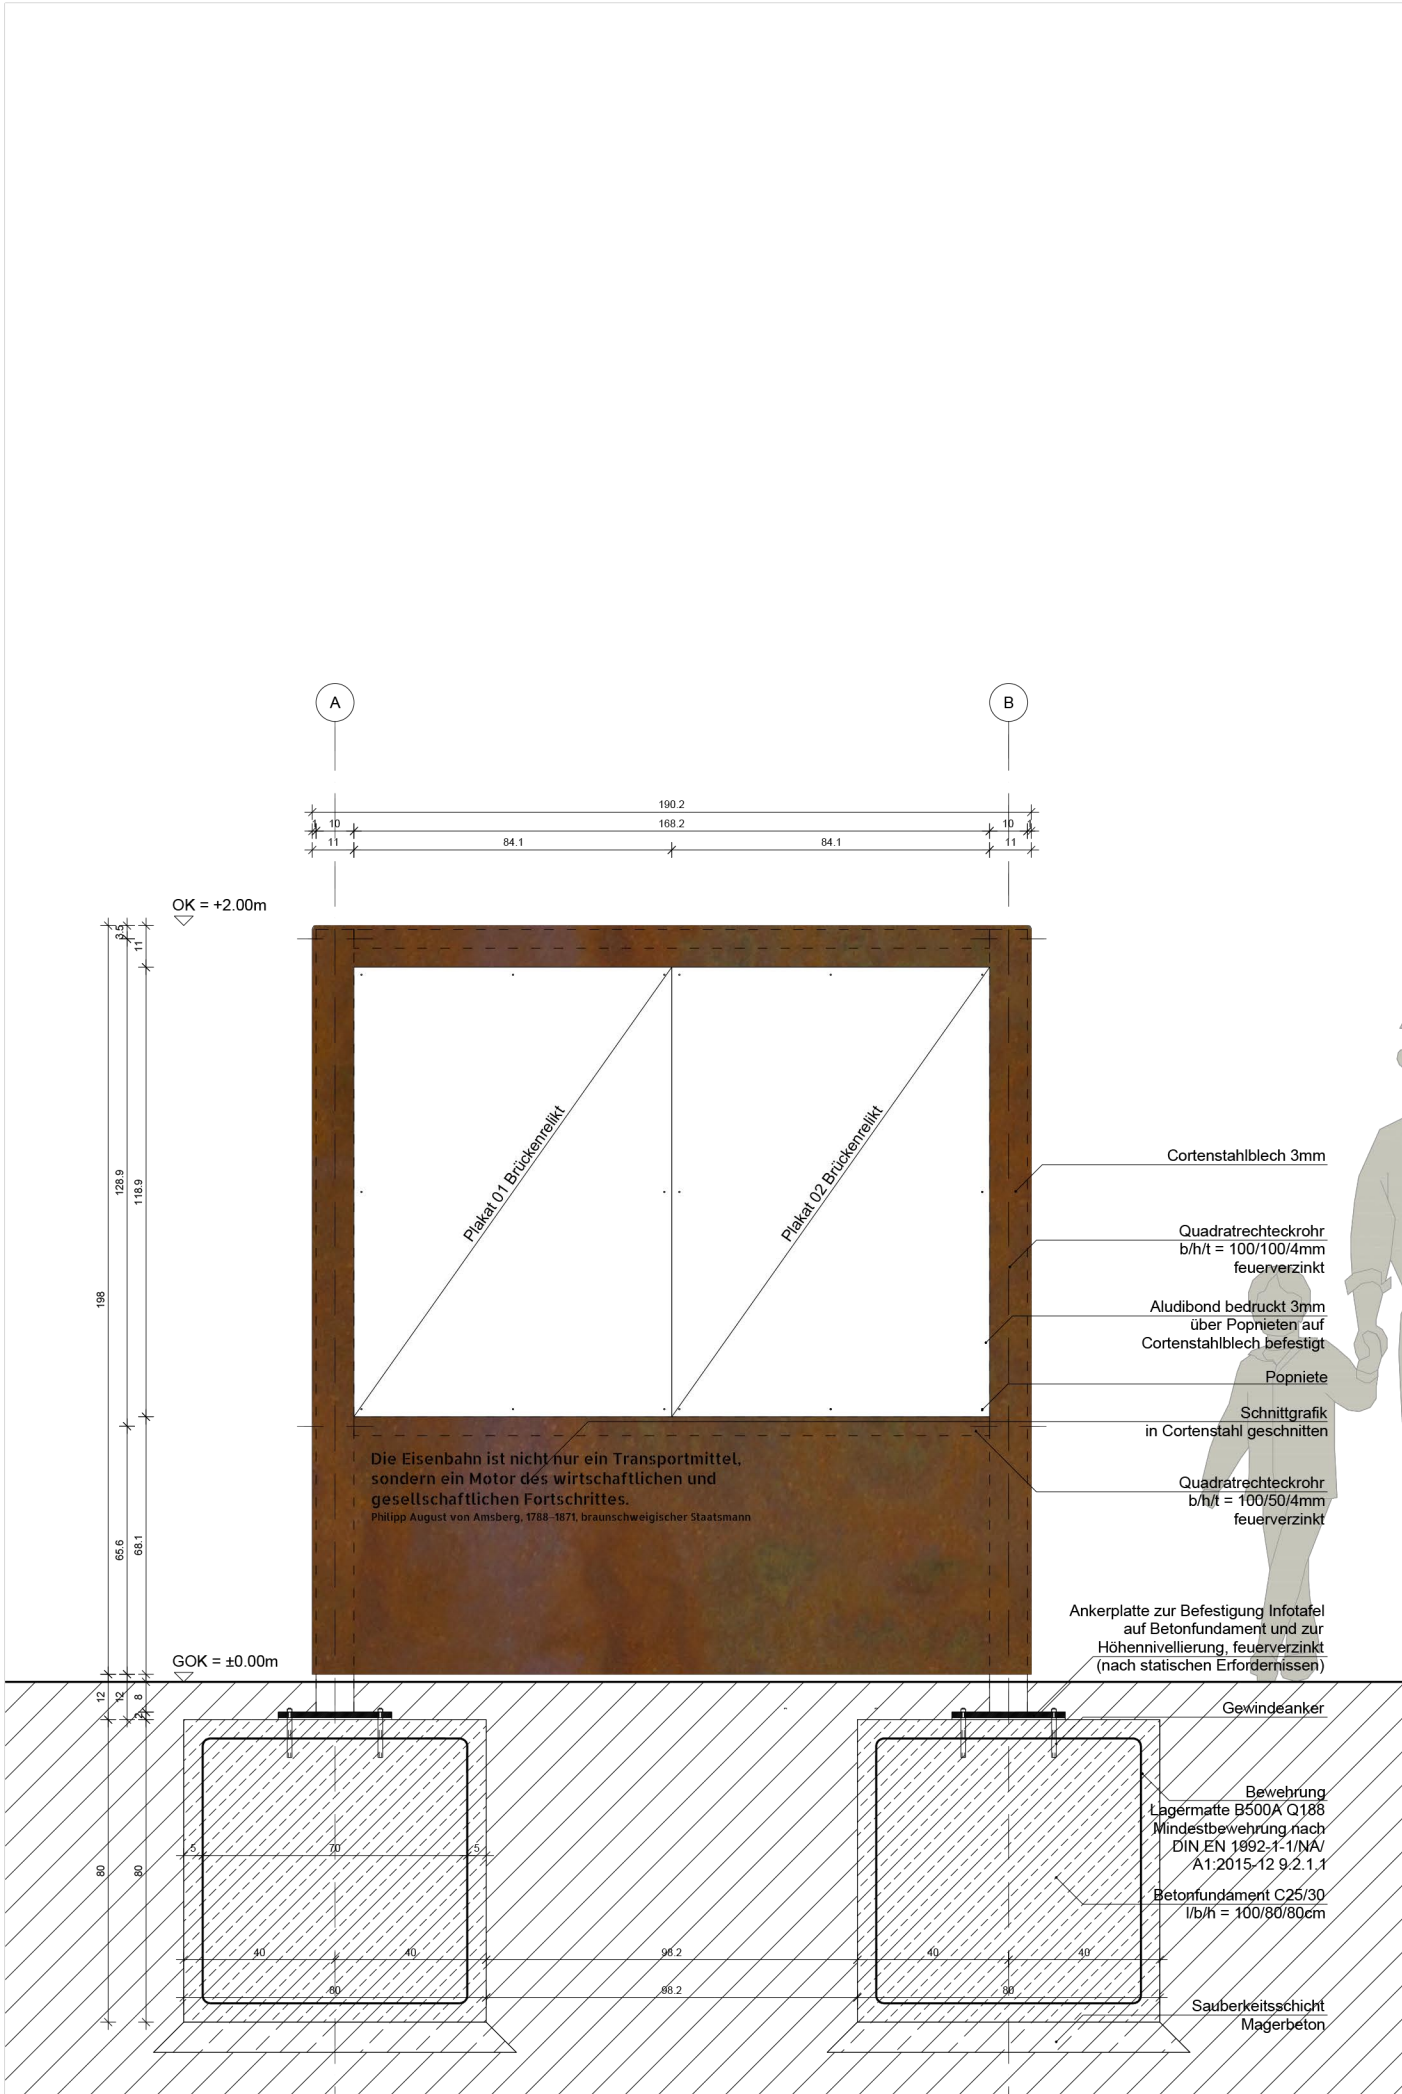 A
B
190.2
1 10 168.2 10 1
11 84.1 84.1 11
OK = +2.00m
3.5
11
128.9
118.9
198
65.6
68.1
Plakat 01 Brückenrelikt
Plakat 02 Brückenrelikt
Cortenstahlblech 3mm
Quadratrechteckrohr
b/h/t = 100/100/4mm
feuerverzinkt
Aludibond bedruckt 3mm
über Popnieten auf
Cortenstahlblech befestigt
Popniete
Schnittgrafik
in Cortenstahl geschnitten
Die Eisenbahn ist nicht nur ein Transportmittel,
sondern ein Motor des wirtschaftlichen und
gesellschaftlichen Fortschrittes.
Philipp August von Amsberg, 1788–1871, braunschweigischer Staatsmann
Quadratrechteckrohr
b/h/t = 100/50/4mm
feuerverzinkt
Ankerplatte zur Befestigung Infotafel
auf Betonfundament und zur
Höhennivellierung, feuerverzinkt
(nach statischen Erfordernissen)
GOK = ±0.00m
12
12
8
2
Gewindeanker
Bewehrung
Lagermatte B500A Q188
Mindestbewehrung nach
DIN EN 1992-1-1/NA/
A1:2015-12 9.2.1.1
5 70 5
80
80
Betonfundament C25/30
l/b/h = 100/80/80cm
40 40 98.2 40 40
80 98.2 80
Sauberkeitsschicht
Magerbeton